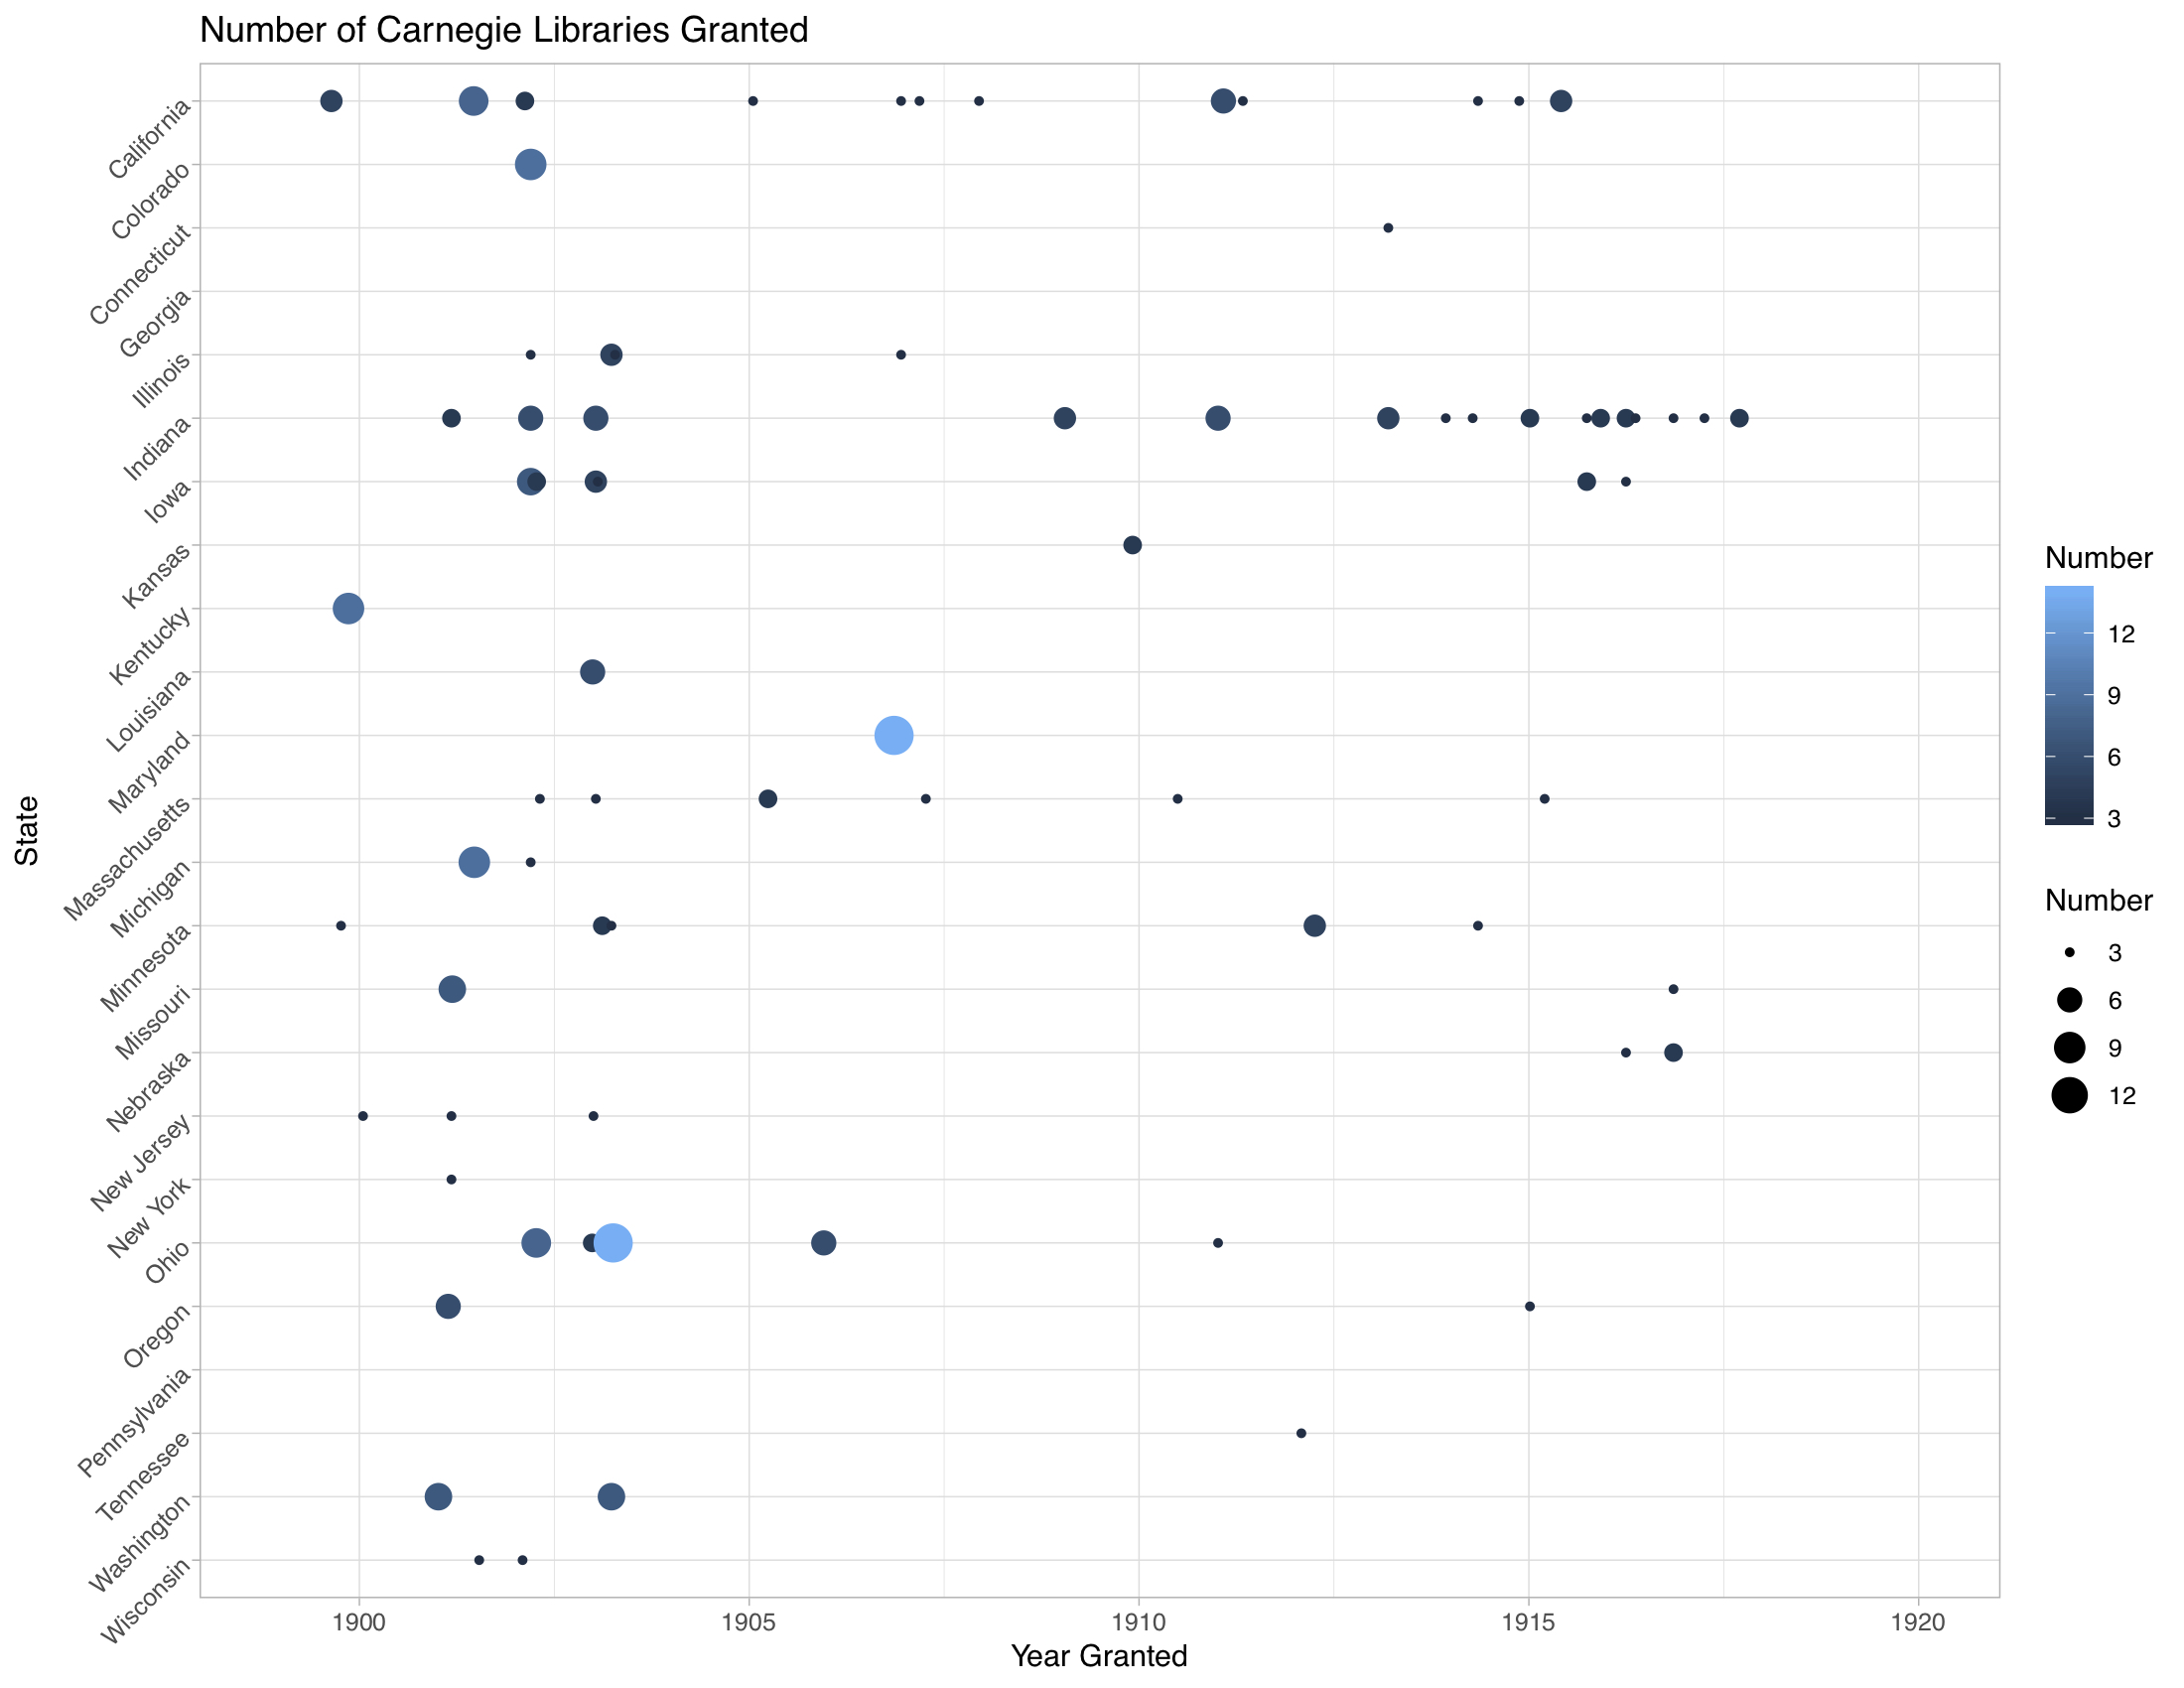 Number of Carnegie Libraries Granted
California
Colorado
Connecticut
Georgia
Illinois
Indiana
Iowa
Kansas
Kentucky
Louisiana
Maryland
Massachusetts
Michigan
Minnesota
Missouri
Nebraska
New Jersey
New York
Ohio
Oregon
Pennsylvania
Tennessee
Washington
Wisconsin
State
1900
1905
1910
1915
1920
Year Granted
Number
12
9
6
3
Number
3
6
9
12